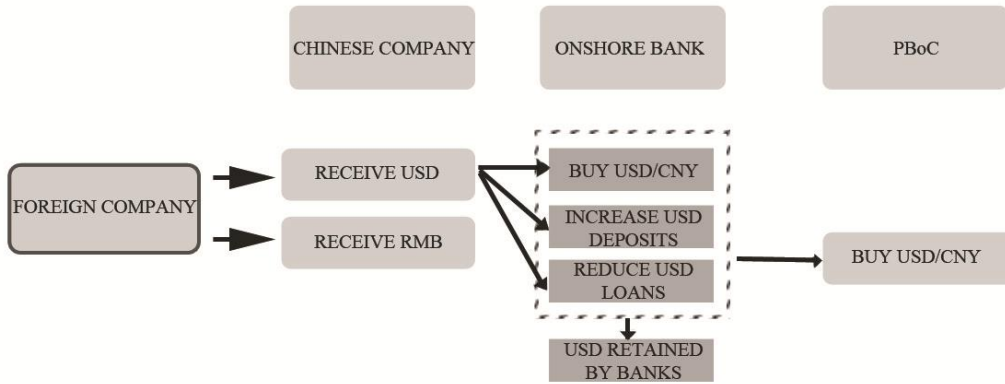 CHINESE COMPANY
ONSHORE BANK
PBoC
FOREIGN COMPANY
RECEIVE USD
RECEIVE RMB
BUY USD/CNY
INCREASE USD
DEPOSITS
REDUCE USD
LOANS
USD RETAINED
BY BANKS
BUY USD/CNY